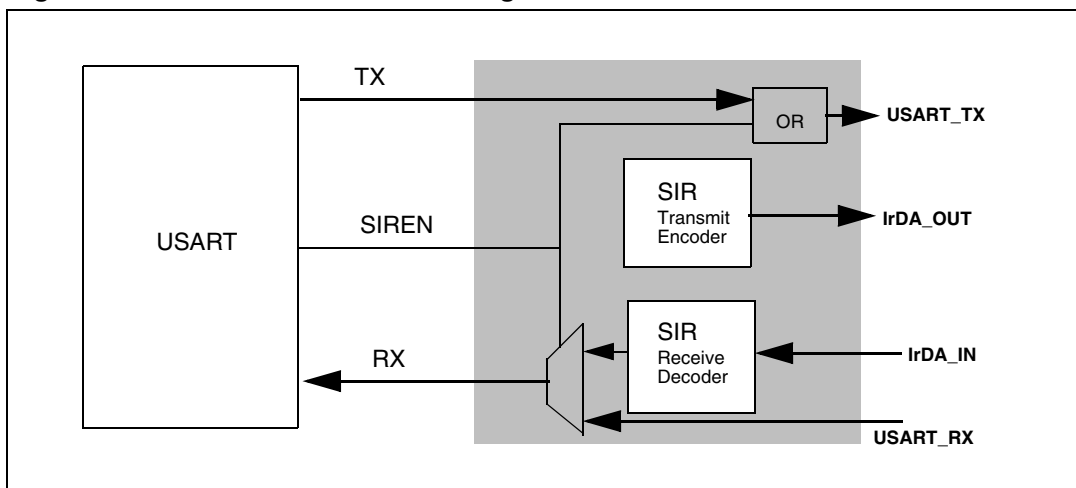 TX
OR
USART_TX
SIR
Transmit
Encoder
IrDA_OUT
USART
SIREN
SIR
Receive
Decoder
IrDA_IN
RX
USART_RX